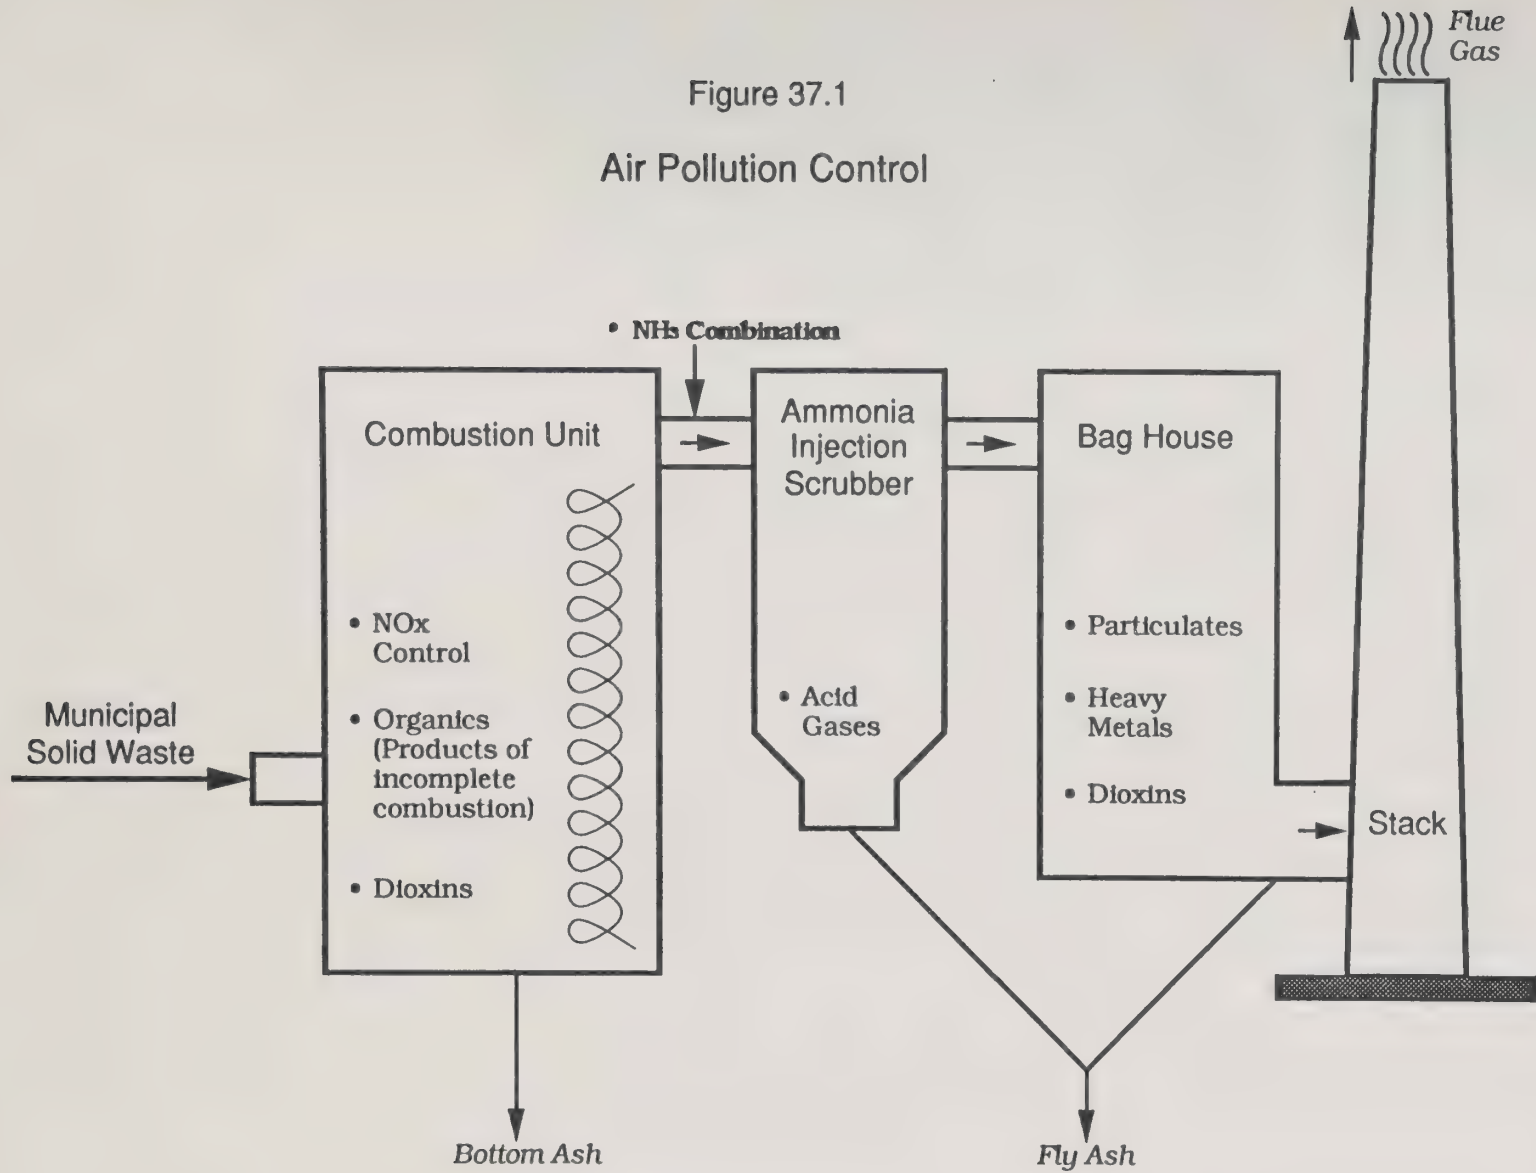 Flue
Gas
Figure 37.1
Air Pollution Control
• NH₃ Combination
Combustion Unit
Ammonia
Injection
Scrubber
Bag House
• NOx
Control
• Organics
(Products of
incomplete
combustion)
• Dioxins
• Acid
Gases
• Particulates
• Heavy
Metals
• Dioxins
Municipal
Solid Waste
Stack
Bottom Ash
Fly Ash